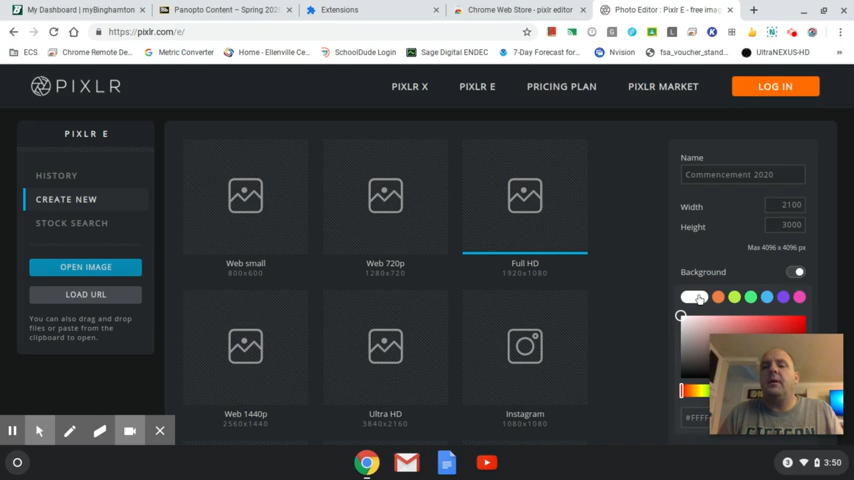 My Dashboard | myBinghamton
Panopto Content – Spring 202
Extensions
Chrome Web Store - pixlr editor
Photo Editor : Pixlr E - free imag
https://pixlr.com/e/
ECS
Chrome Remote De...
Metric Converter
Home - Ellenville C...
SchoolDude Login
Sage Digital ENDEC
7-Day Forecast for...
Nvision
fsa_voucher_stand...
UltraNEXUS-HD
PIXLR
PIXLR X
PIXLR E
PRICING PLAN
PIXLR MARKET
LOG IN
PIXLR E
HISTORY
CREATE NEW
STOCK SEARCH
OPEN IMAGE
LOAD URL
You can also drag and drop
files or paste from the
clipboard to open.
Web small
800x600
Web 720p
1280x720
Full HD
1920x1080
Web 1440p
2560x1440
Ultra HD
3840x2160
Instagram
1080x1080
Name
Commencement 2020
Width 2100
Height 3000
Max 4096 x 4096 px
Background
#FFFF
3 3:50